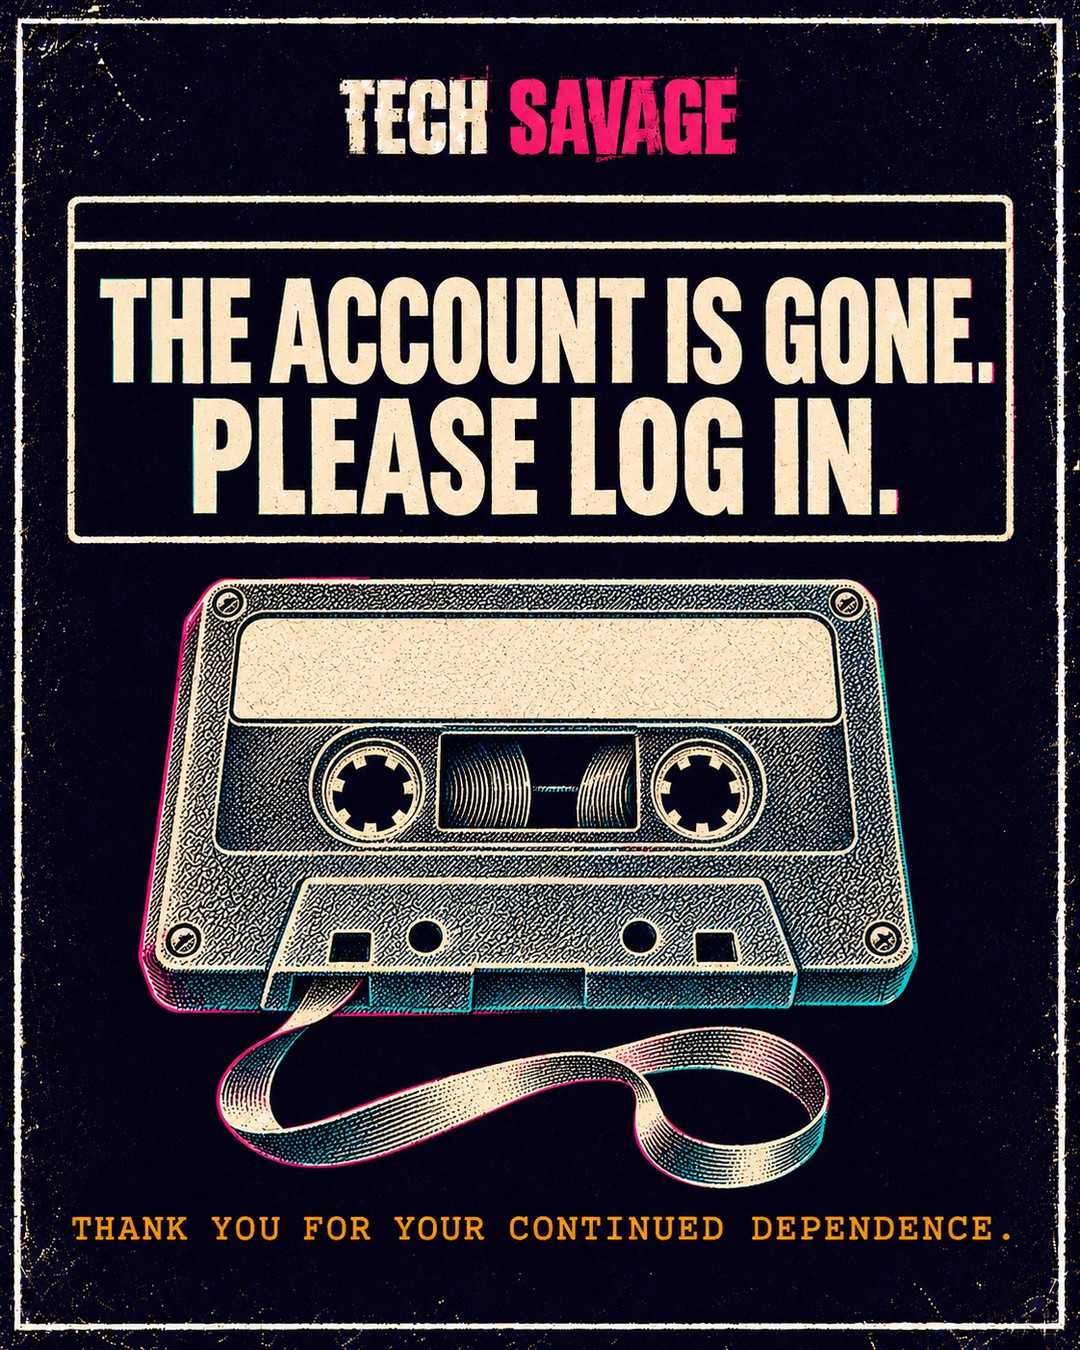 TECH SAVAGE
THE ACCOUNT IS GONE.
PLEASE LOG IN.
THANK YOU FOR YOUR CONTINUED DEPENDENCE.